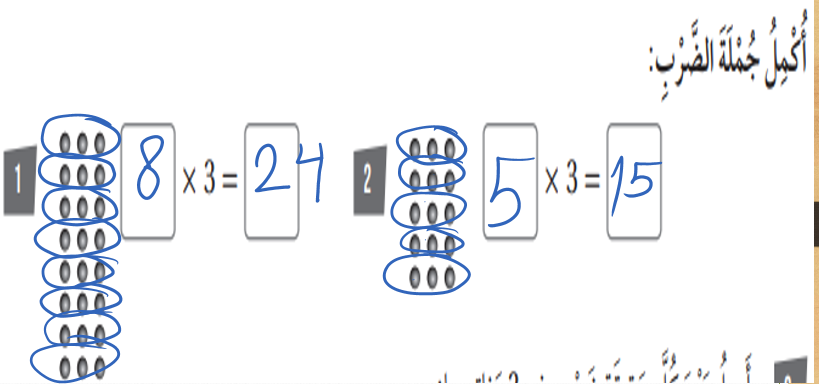 أُكْمِلُ جُمْلَةَ الضَّرْبِ:
1 8 × 3 = 24
2 5 × 3 = 15